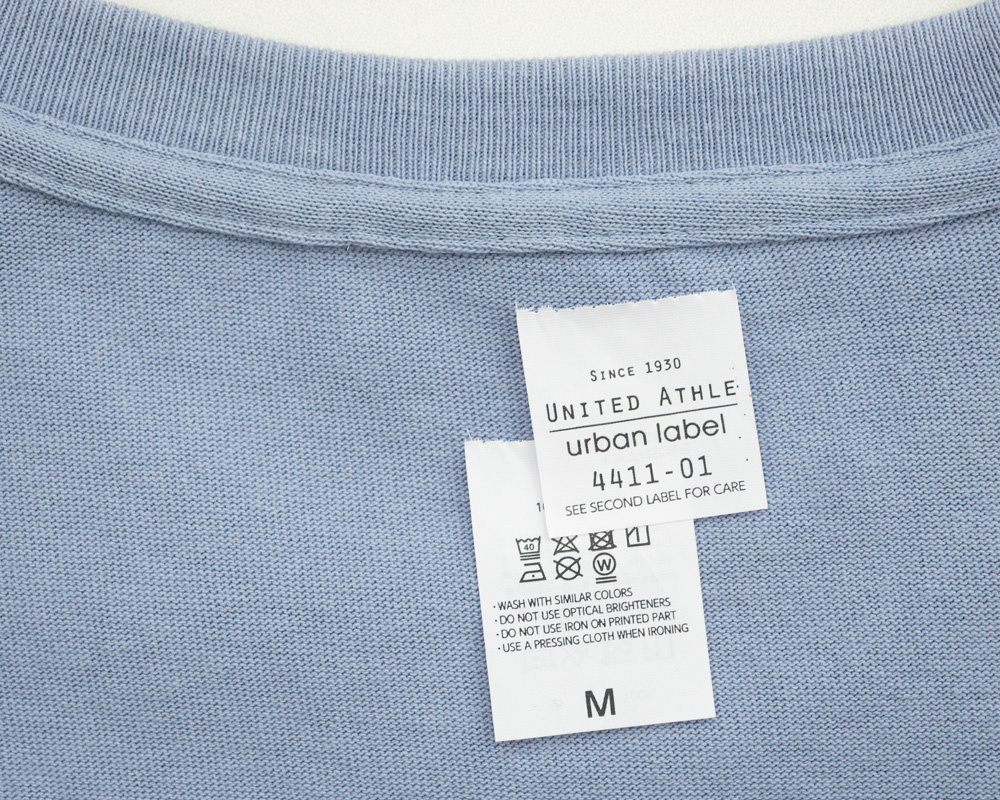 SINCE 1930
UNITED ATHLE
urban label
4411-01
SEE SECOND LABEL FOR CARE
40
W
· WASH WITH SIMILAR COLORS
· DO NOT USE OPTICAL BRIGHTENERS
· DO NOT USE IRON ON PRINTED PART
· USE A PRESSING CLOTH WHEN IRONING
M